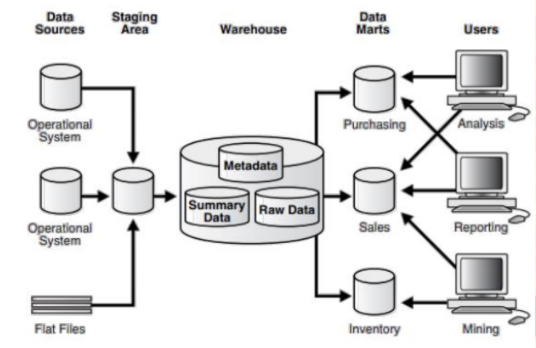 Data Sources
Staging Area
Warehouse
Data Marts
Users
Operational System
Purchasing
Analysis
Metadata
Summary Data
Raw Data
Operational System
Sales
Reporting
Flat Files
Inventory
Mining